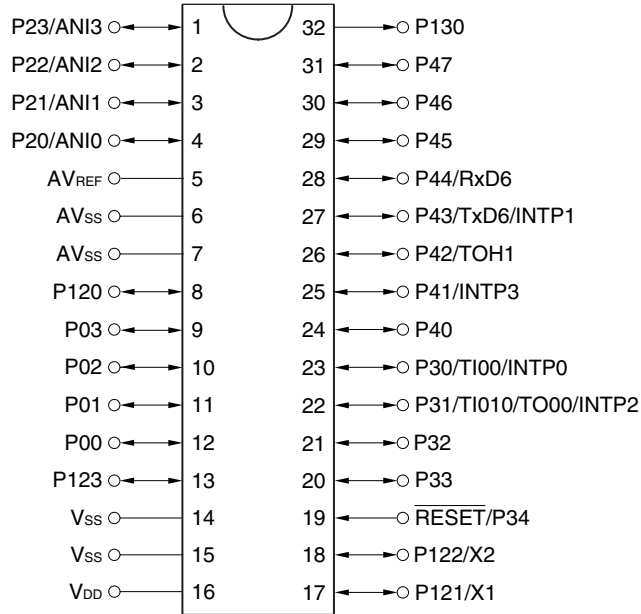 P23/ANI3 1 32 P130
P22/ANI2 2 31 P47
P21/ANI1 3 30 P46
P20/ANI0 4 29 P45
AVREF 5 28 P44/RxD6
AVSS 6 27 P43/TxD6/INTP1
AVSS 7 26 P42/TOH1
P120 8 25 P41/INTP3
P03 9 24 P40
P02 10 23 P30/TI00/INTP0
P01 11 22 P31/TI010/TO00/INTP2
P00 12 21 P32
P123 13 20 P33
VSS 14 19 RESET/P34
VSS 15 18 P122/X2
VDD 16 17 P121/X1